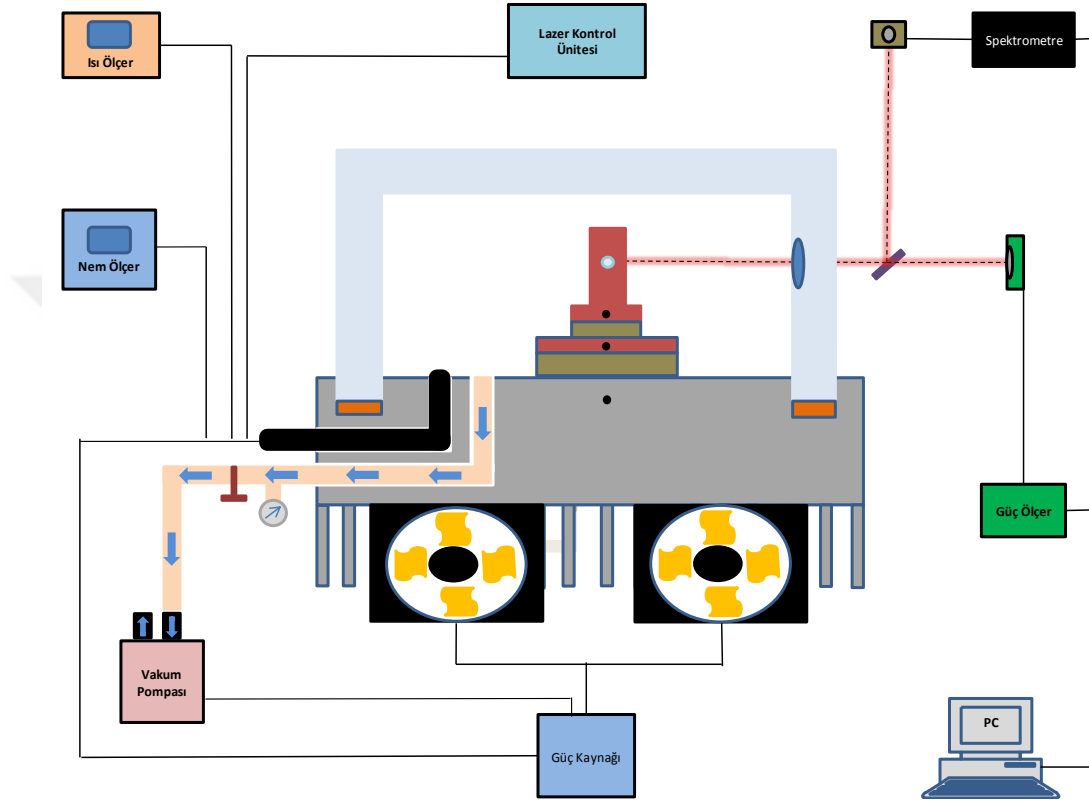 Isı Ölçer
Lazer Kontrol
Ünitesi
Spektrometre
Nem Ölçer
Güç Ölçer
Vakum
Pompası
Güç Kaynağı
PC